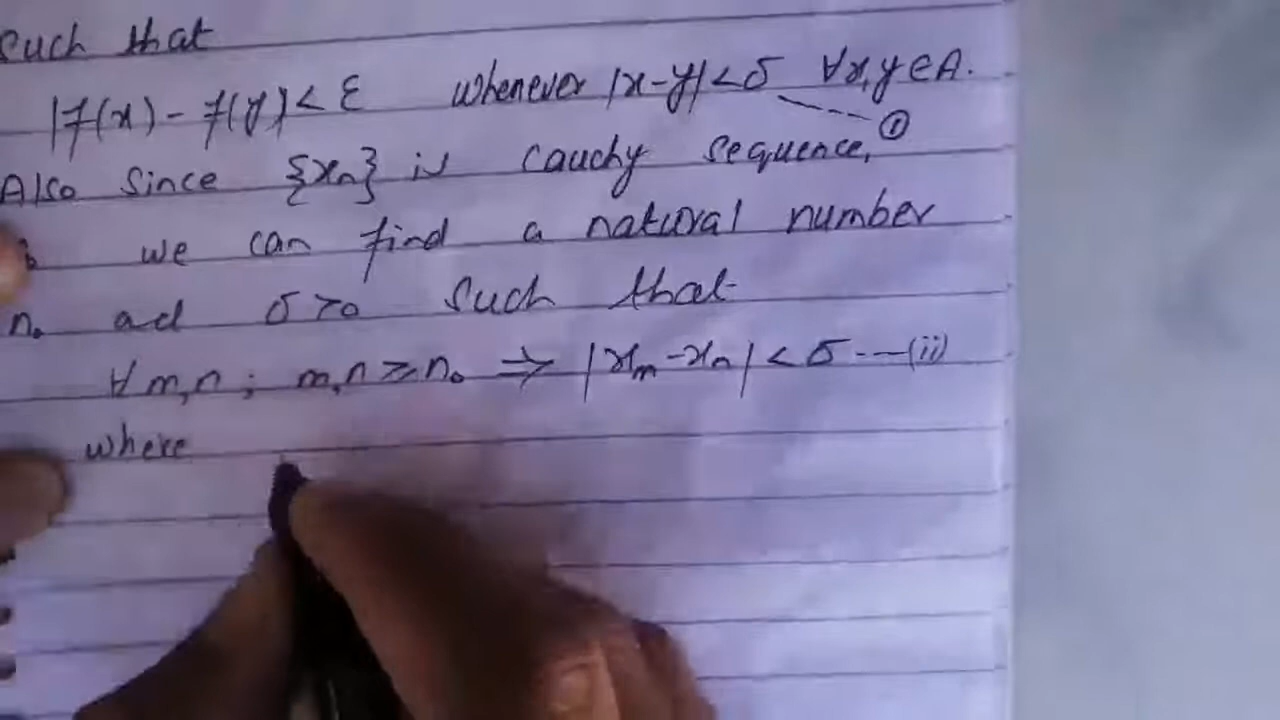 such that
|f(x) - f(y)| < ε whenever |x-y| < δ ∀x,y∈A.
----①
Also since {xn} is cauchy sequence,
we can find a natural number
n₀ ad δ>0 such that
∀ m,n ; m,n ≥ n₀ ⇒ |xm - xn| < δ ---(ii)
where